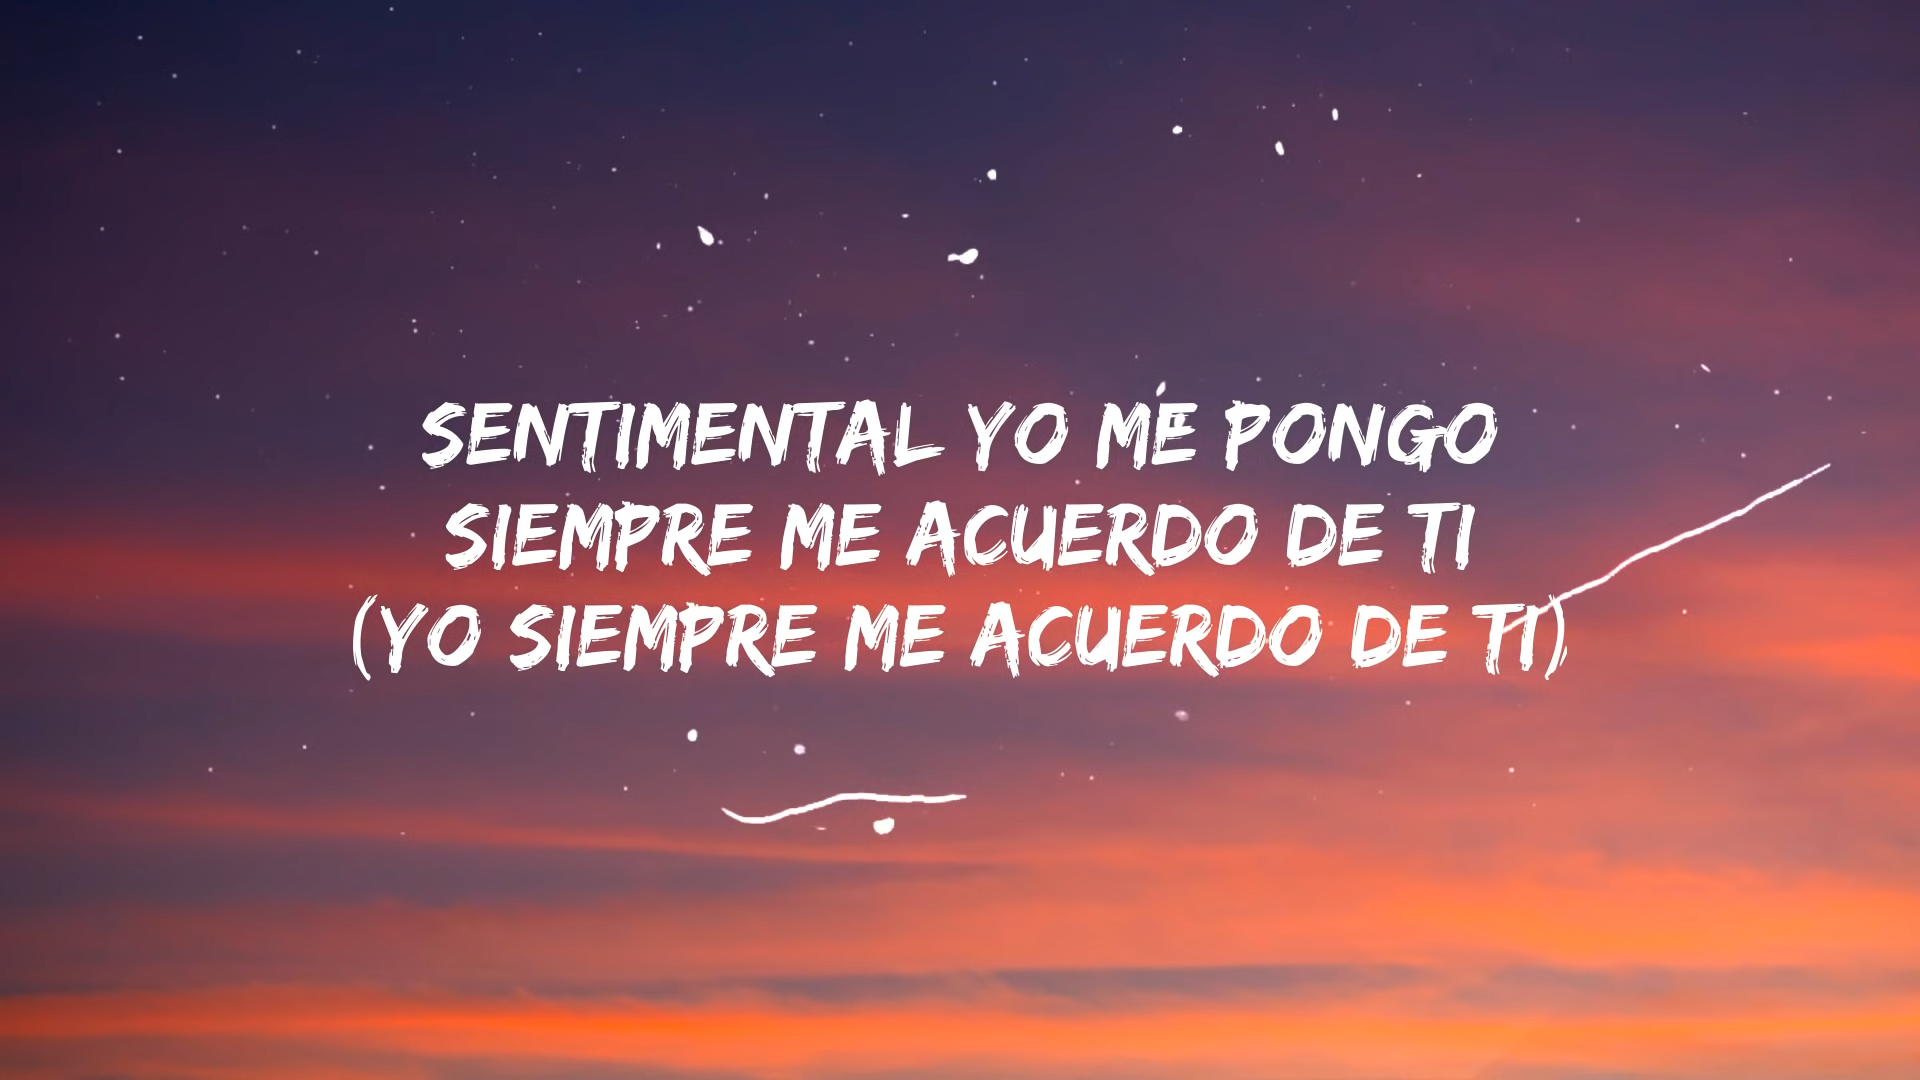 SENTIMENTAL YO ME PONGO
SIEMPRE ME ACUERDO DE TI
(YO SIEMPRE ME ACUERDO DE TI)